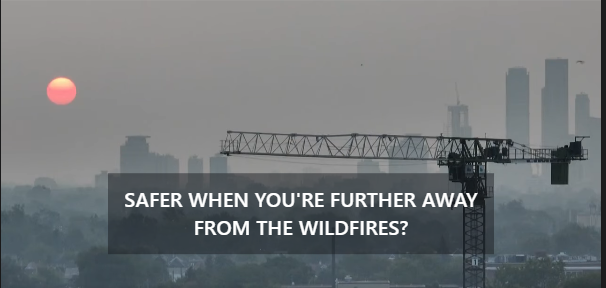 SAFER WHEN YOU'RE FURTHER AWAY
FROM THE WILDFIRES?